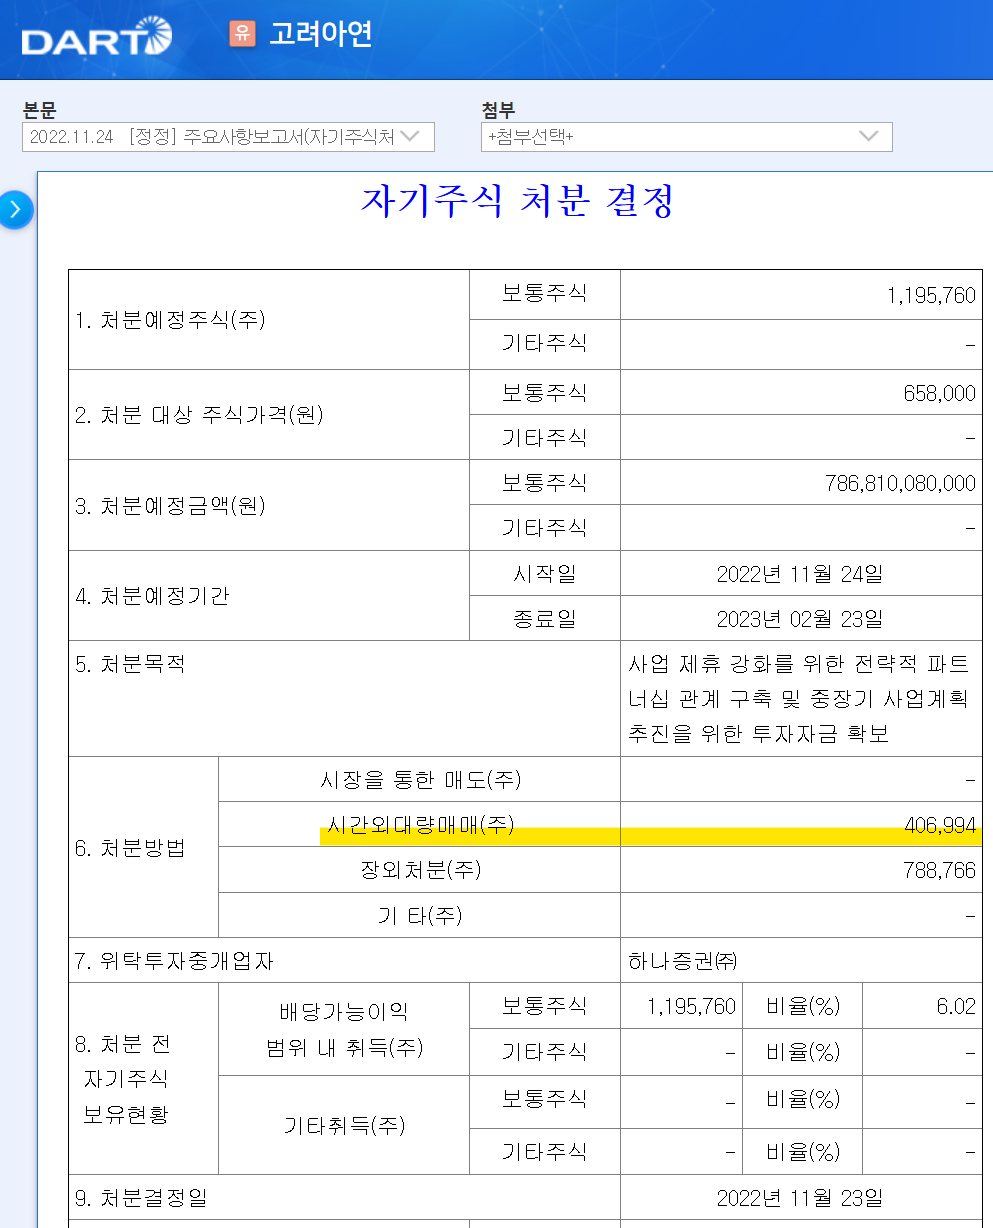 DART
유 고려아연
본문 첨부
2022.11.24 [정정] 주요사항보고서(자기주식처 +첨부선택+
자기주식 처분 결정
1. 처분예정주식(주) 보통주식 1,195,760
기타주식 -
2. 처분 대상 주식가격(원) 보통주식 658,000
기타주식 -
3. 처분예정금액(원) 보통주식 786,810,080,000
기타주식 -
4. 처분예정기간 시작일 2022년 11월 24일
종료일 2023년 02월 23일
5. 처분목적 사업 제휴 강화를 위한 전략적 파트
너십 관계 구축 및 중장기 사업계획
추진을 위한 투자자금 확보
6. 처분방법 시장을 통한 매도(주) -
시간외대량매매(주) 406,994
장외처분(주) 788,766
기 타(주) -
7. 위탁투자중개업자 하나증권㈜
8. 처분 전
자기주식
보유현황
배당가능이익
범위 내 취득(주)
보통주식 1,195,760 비율(%) 6.02
기타주식 - 비율(%) -
기타취득(주) 보통주식 - 비율(%) -
기타주식 - 비율(%) -
9. 처분결정일 2022년 11월 23일